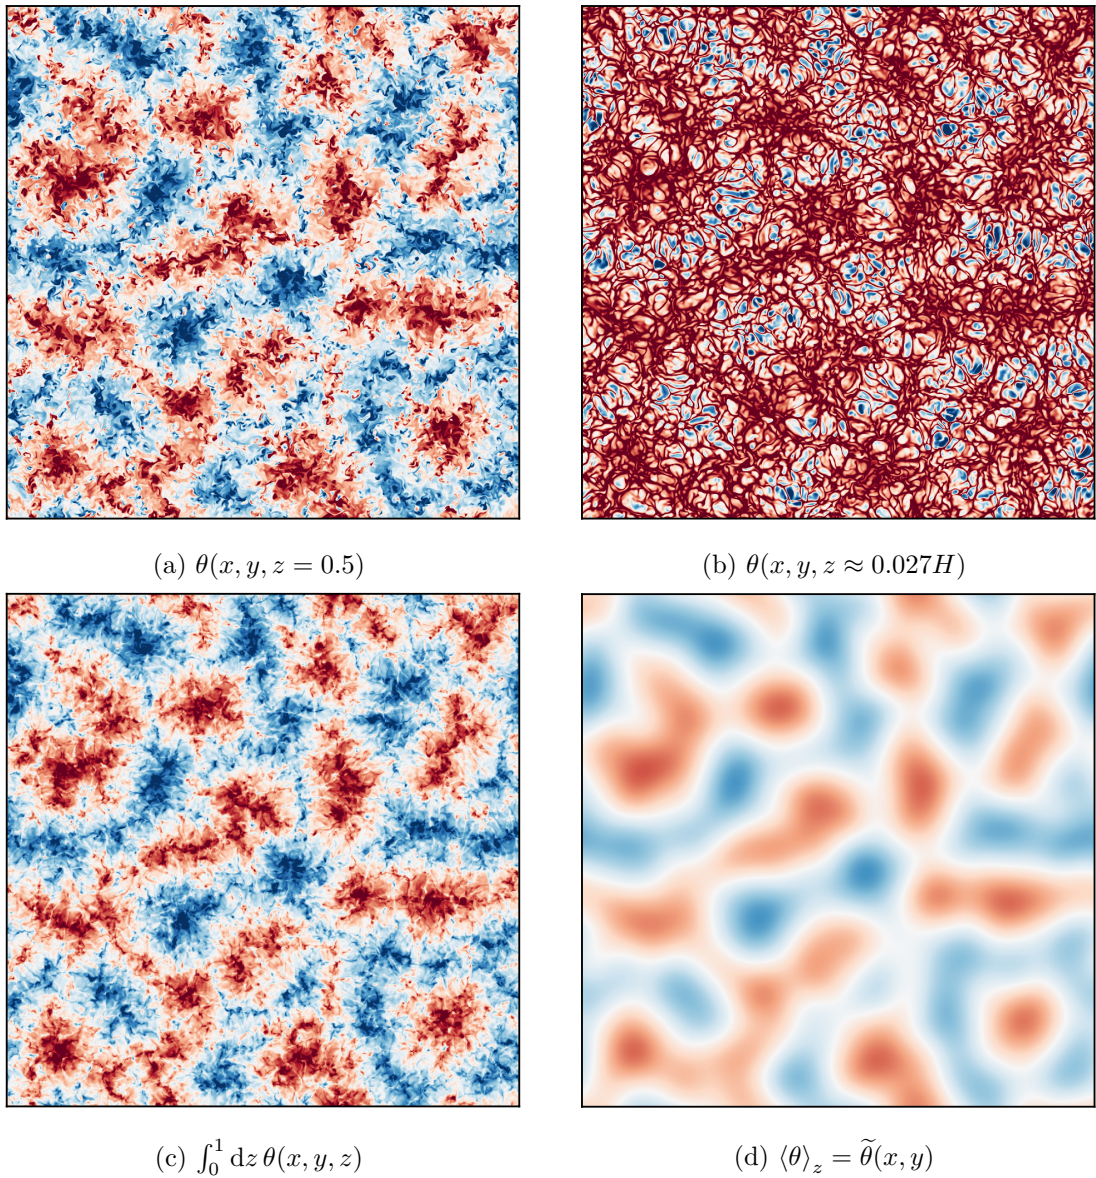 (a) θ(x, y, z = 0.5)
(b) θ(x, y, z ≈ 0.027H)
(c) ∫₀¹ dz θ(x, y, z)
(d) ⟨θ⟩_z = θ̃(x, y)